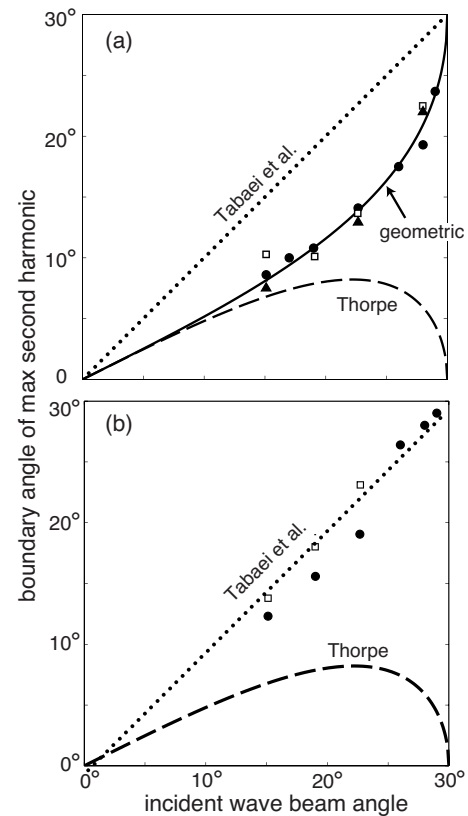 (a)
30°
20°
10°
0
Tabaei et al.
geometric
Thorpe
boundary angle of max second harmonic
(b)
30°
20°
10°
0°
Tabaei et al.
Thorpe
0°
10°
20°
30°
incident wave beam angle